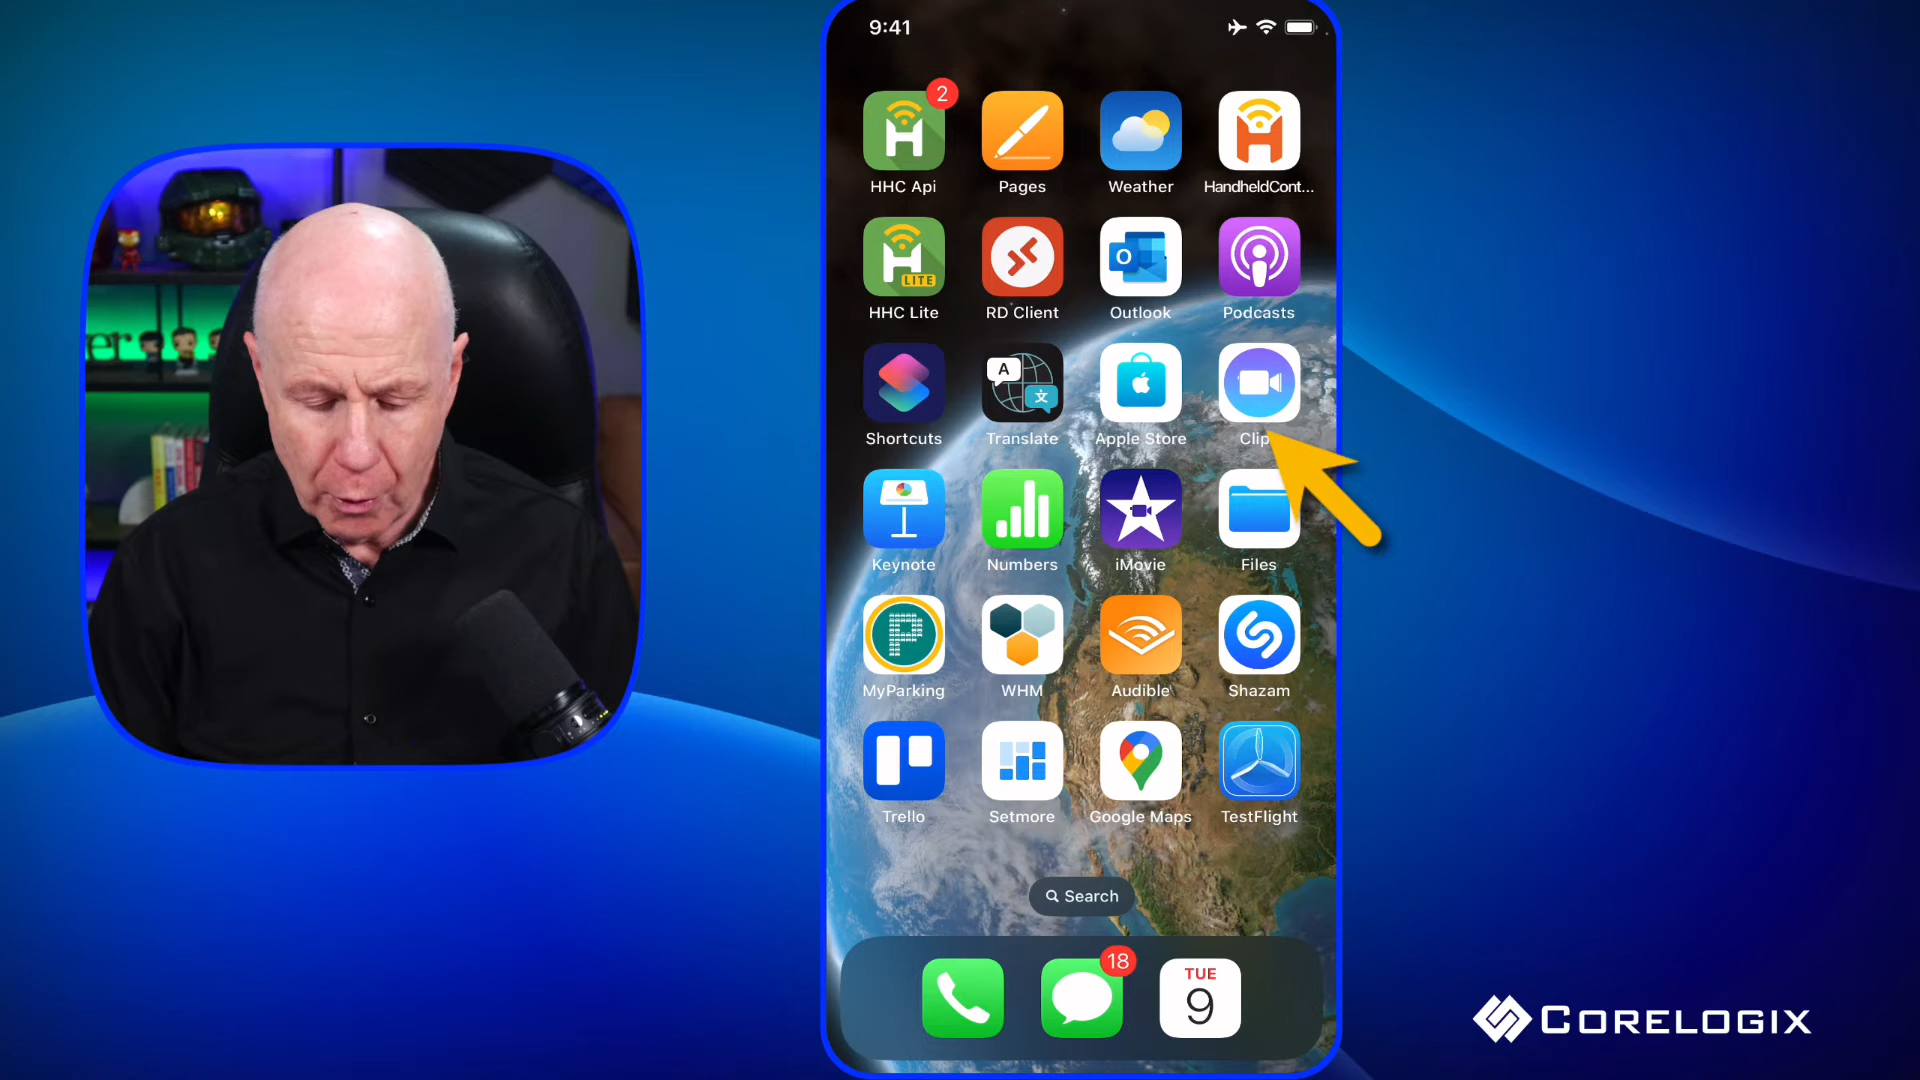 9:41
2
HHC Api
Pages
Weather
HandheldCont...
LITE
HHC Lite
RD Client
O
Outlook
Podcasts
Shortcuts
A
文
Translate
Apple Store
Clip
Keynote
Numbers
iMovie
Files
P
MyParking
WHM
Audible
Shazam
Trello
Setmore
Google Maps
TestFlight
Search
18
TUE
9
CORELOGIX
er